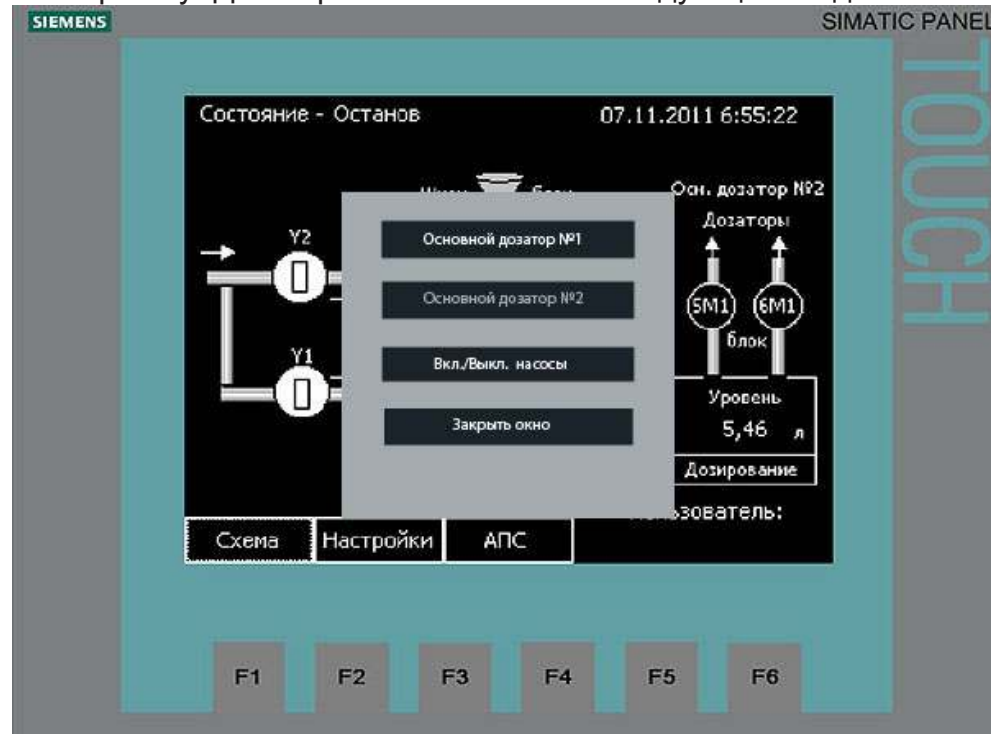 SIEMENS
SIMATIC PANEL
TOUCH
Состояние - Останов
07.11.2011 6:55:22
Осн. дозатор №2
Дозаторы
Y2
Основной дозатор №1
Основной дозатор №2
5M1
6M1
блок
Y1
Вкл./Выкл. насосы
Уровень
Закрыть окно
5,46 л
Дозирование
Схема
Настройки
АПС
F1
F2
F3
F4
F5
F6